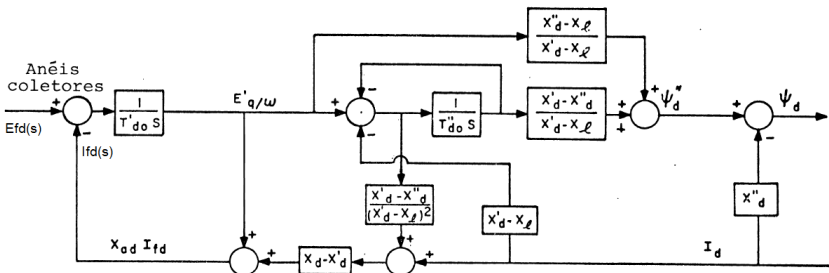 X"d - Xℓ
X'd - Xℓ
Anéis
coletores
Efd(s)
+
-
Ifd(s)
1
T'do S
E'q/ω
+
-
-
1
T"do S
X'd - X"d
X'd - Xℓ
+
+
+
ψd"
+
-
ψd
X'd - X"d
(X'd - Xℓ)²
X'd - Xℓ
X"d
Xad Ifd
+
+
Xd - X'd
+
+
Id